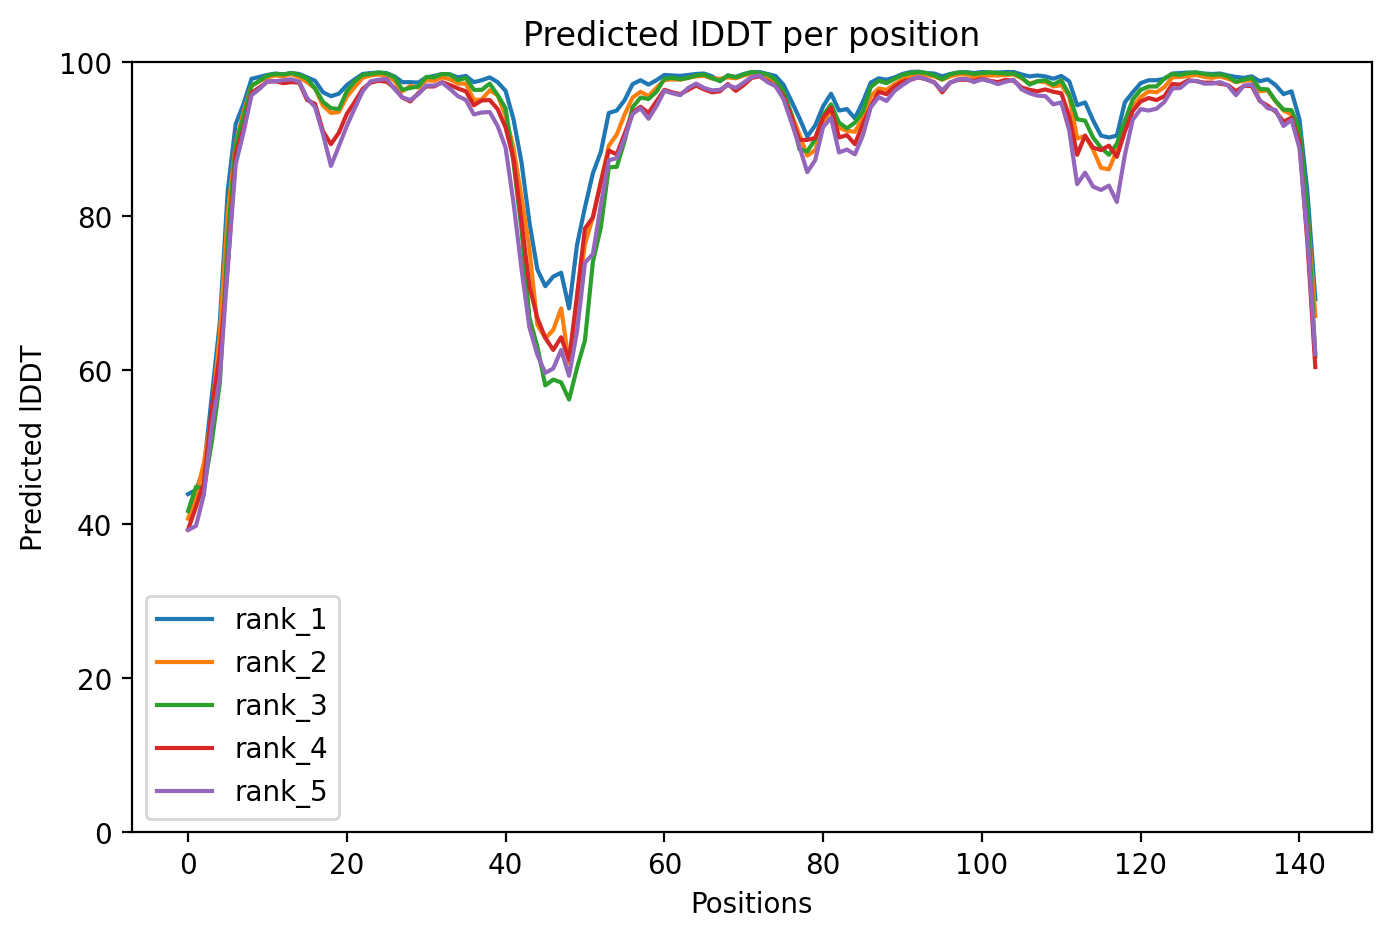 Predicted lDDT per position
Predicted lDDT
100
80
60
40
20
0
rank_1
rank_2
rank_3
rank_4
rank_5
0 20 40 60 80 100 120 140
Positions